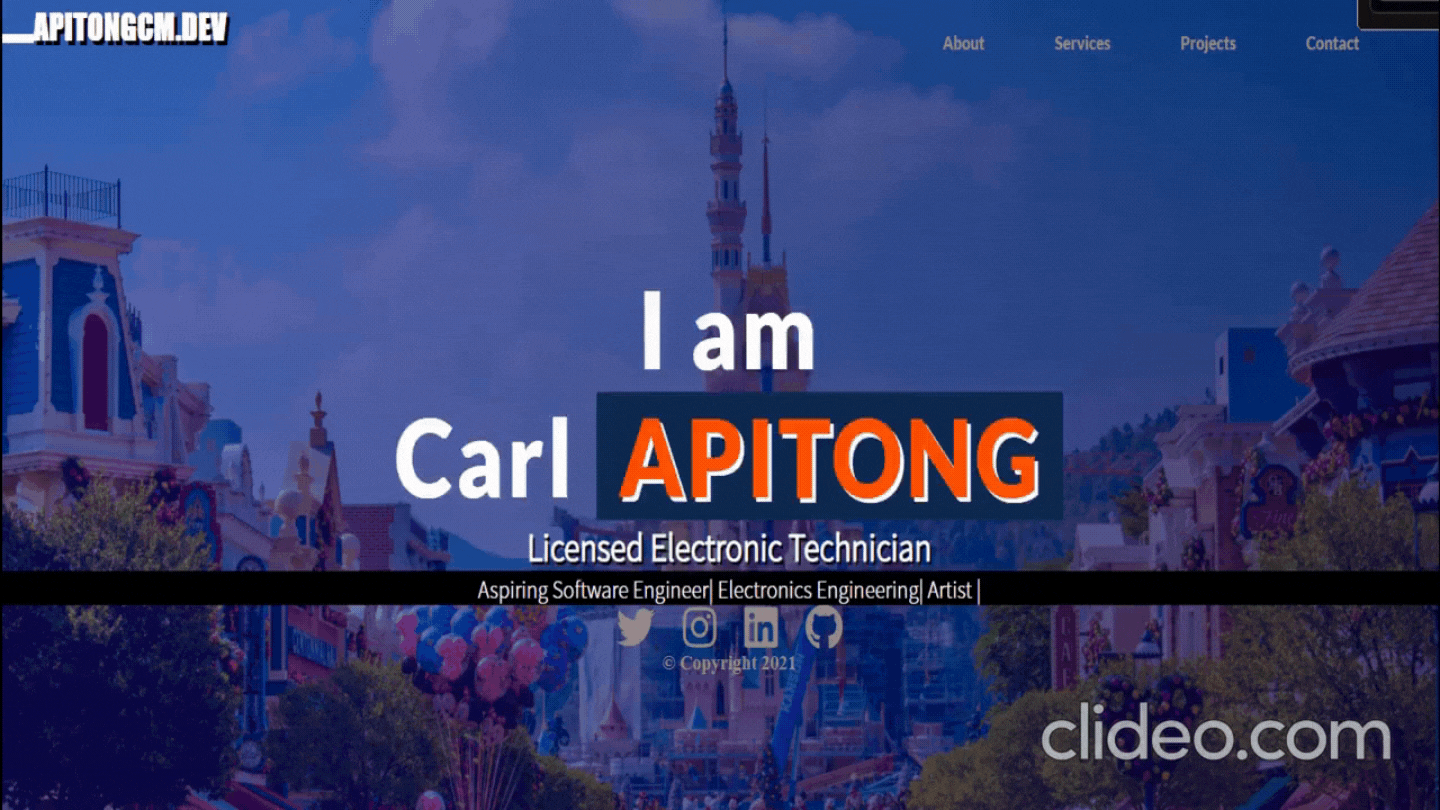 APITONGCM.DEV
About Services Projects Contact
I am
Carl APITONG
Licensed Electronic Technician
Aspiring Software Engineer| Electronics Engineering| Artist |
© Copyright 2021
clideo.com